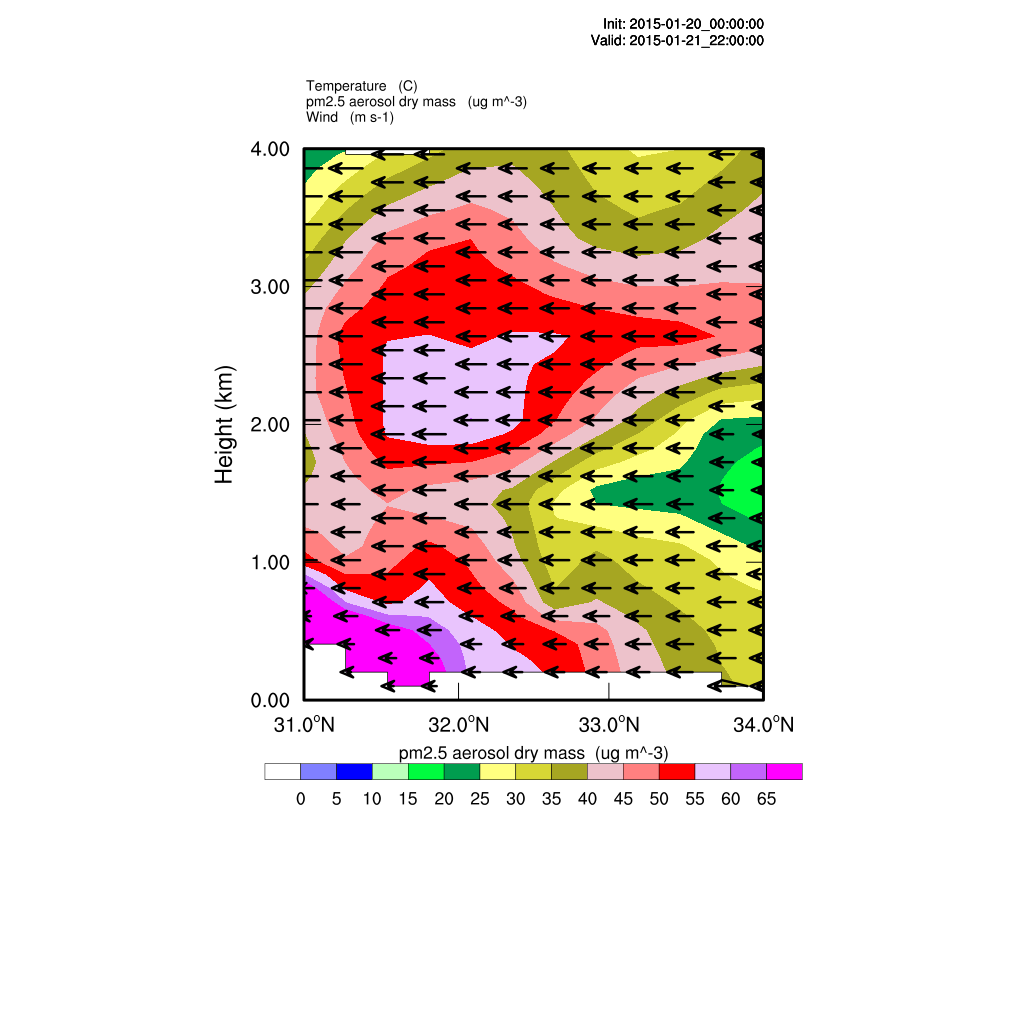 Init: 2015-01-20_00:00:00
Valid: 2015-01-21_22:00:00
Temperature (C)
pm2.5 aerosol dry mass (ug m^-3)
Wind (m s-1)
4.00
3.00
2.00
1.00
0.00
Height (km)
31.0°N 32.0°N 33.0°N 34.0°N
pm2.5 aerosol dry mass (ug m^-3)
0 5 10 15 20 25 30 35 40 45 50 55 60 65